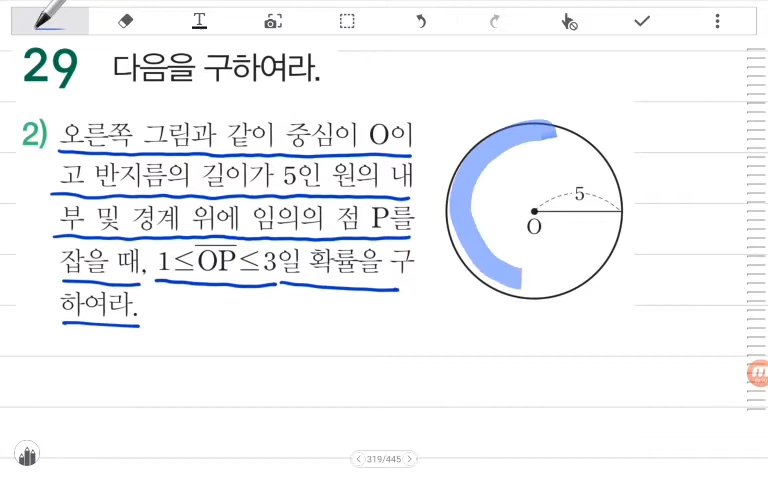 T
29 다음을 구하여라.
2) 오른쪽 그림과 같이 중심이 O이
고 반지름의 길이가 5인 원의 내
부 및 경계 위에 임의의 점 P를
잡을 때, 1≤O͞P͞≤3일 확률을 구
하여라.
5
O
319/445